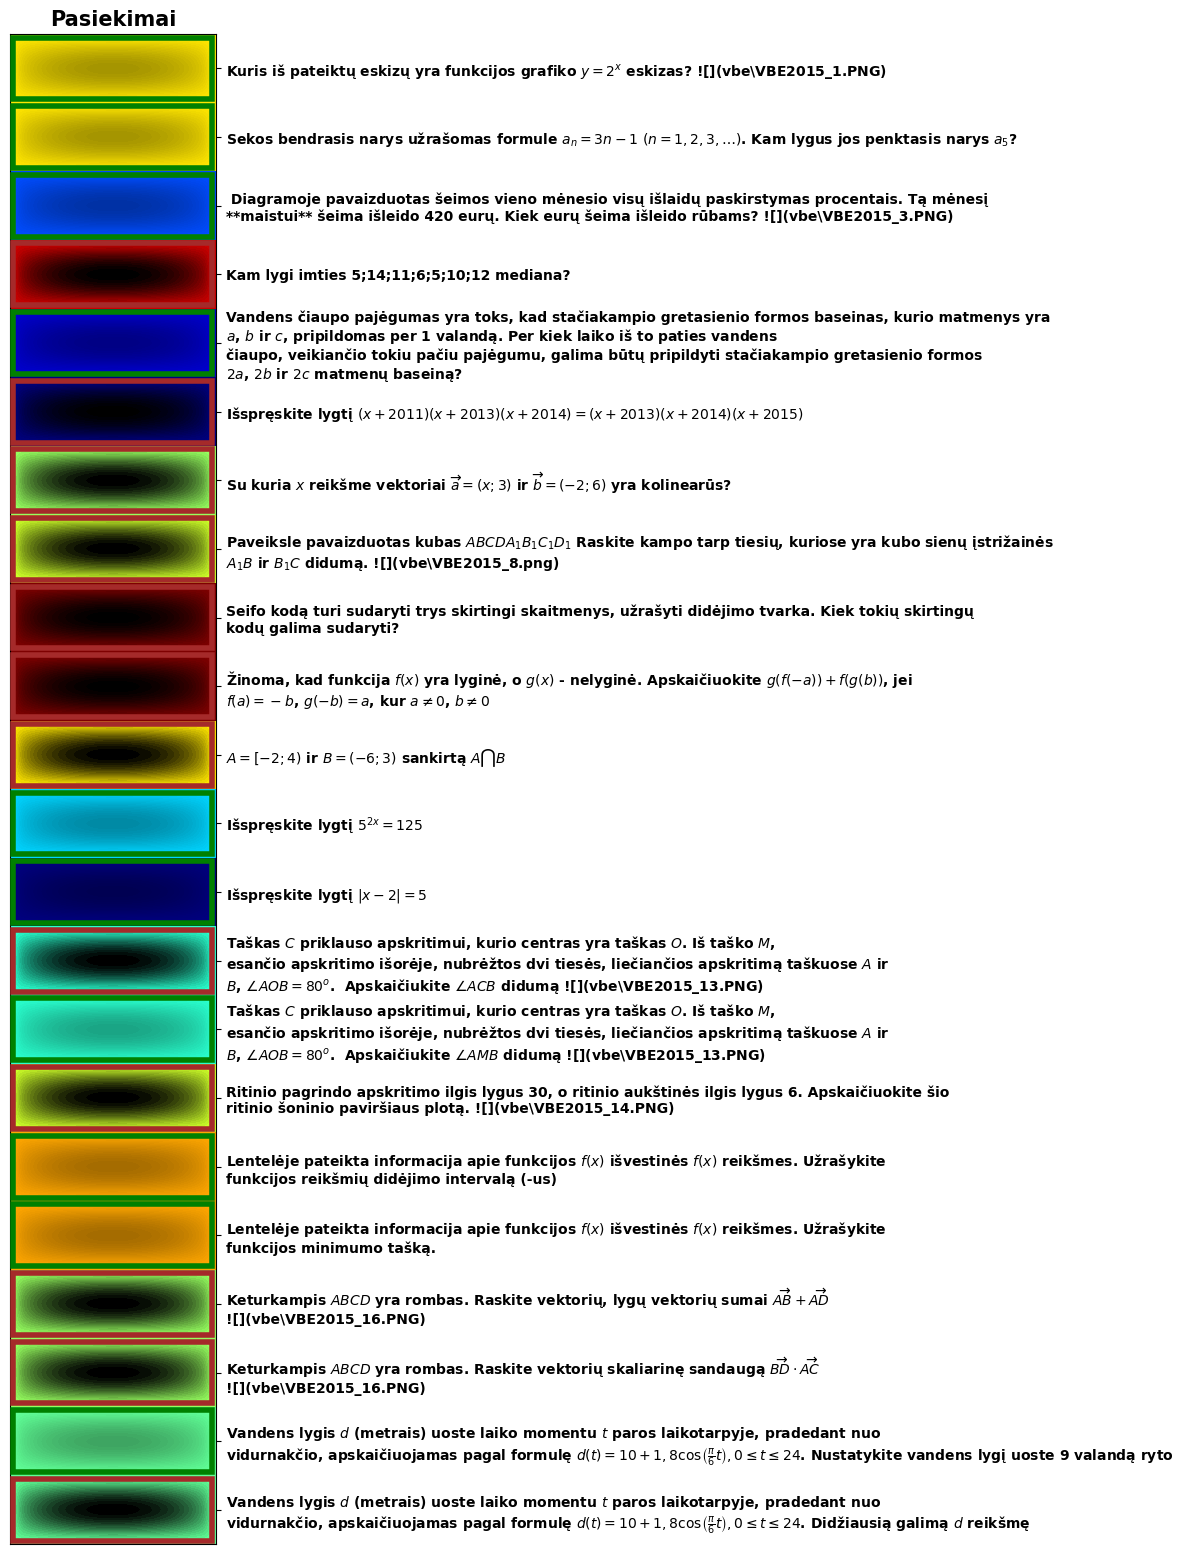 Pasiekimai
Kuris iš pateiktų eskizų yra funkcijos grafiko $y = 2^x$ eskizas? ![](vbe\VBE2015_1.PNG)
Sekos bendrasis narys užrašomas formule $a_n = 3n - 1$ $(n = 1, 2, 3, \ldots)$. Kam lygus jos penktasis narys $a_5$?
Diagramoje pavaizduotas šeimos vieno mėnesio visų išlaidų paskirstymas procentais. Tą mėnesį
**maistui** šeima išleido 420 eurų. Kiek eurų šeima išleido rūbams? ![](vbe\VBE2015_3.PNG)
Kam lygi imties 5;14;11;6;5;10;12 mediana?
Vandens čiaupo pajėgumas yra toks, kad stačiakampio gretasienio formos baseinas, kurio matmenys yra
$a$, $b$ ir $c$, pripildomas per 1 valandą. Per kiek laiko iš to paties vandens
čiaupo, veikiančio tokiu pačiu pajėgumu, galima būtų pripildyti stačiakampio gretasienio formos
$2a$, $2b$ ir $2c$ matmenų baseiną?
Išspręskite lygtį $(x + 2011)(x + 2013)(x + 2014) = (x + 2013)(x + 2014)(x + 2015)$
Su kuria $x$ reikšme vektoriai $\overrightarrow{a} = (x; 3)$ ir $\overrightarrow{b} = (-2; 6)$ yra kolinearūs?
Paveiksle pavaizduotas kubas $ABCDA_1B_1C_1D_1$ Raskite kampo tarp tiesių, kuriose yra kubo sienų įstrižainės
$A_1B$ ir $B_1C$ didumą. ![](vbe\VBE2015_8.png)
Seifo kodą turi sudaryti trys skirtingi skaitmenys, užrašyti didėjimo tvarka. Kiek tokių skirtingų
kodų galima sudaryti?
Žinoma, kad funkcija $f(x)$ yra lyginė, o $g(x)$ - nelyginė. Apskaičiuokite $g(f(-a)) + f(g(b))$, jei
$f(a) = -b$, $g(-b) = a$, kur $a \neq 0$, $b \neq 0$
$A = [-2; 4)$ ir $B = (-6; 3)$ sankirtą $A \bigcap B$
Išspręskite lygtį $5^{2x} = 125$
Išspręskite lygtį $|x - 2| = 5$
Taškas $C$ priklauso apskritimui, kurio centras yra taškas $O$. Iš taško $M$,
esančio apskritimo išorėje, nubrėžtos dvi tiesės, liečiančios apskritimą taškuose $A$ ir
$B$, $\angle AOB = 80^o$. Apskaičiukite $\angle ACB$ didumą ![](vbe\VBE2015_13.PNG)
Taškas $C$ priklauso apskritimui, kurio centras yra taškas $O$. Iš taško $M$,
esančio apskritimo išorėje, nubrėžtos dvi tiesės, liečiančios apskritimą taškuose $A$ ir
$B$, $\angle AOB = 80^o$. Apskaičiukite $\angle AMB$ didumą ![](vbe\VBE2015_13.PNG)
Ritinio pagrindo apskritimo ilgis lygus 30, o ritinio aukštinės ilgis lygus 6. Apskaičiuokite šio
ritinio šoninio paviršiaus plotą. ![](vbe\VBE2015_14.PNG)
Lentelėje pateikta informacija apie funkcijos $f(x)$ išvestinės $f(x)$ reikšmes. Užrašykite
funkcijos reikšmių didėjimo intervalą (-us)
Lentelėje pateikta informacija apie funkcijos $f(x)$ išvestinės $f(x)$ reikšmes. Užrašykite
funkcijos minimumo tašką.
Keturkampis $ABCD$ yra rombas. Raskite vektorių, lygų vektorių sumai $\overrightarrow{AB} + \overrightarrow{AD}$
![](vbe\VBE2015_16.PNG)
Keturkampis $ABCD$ yra rombas. Raskite vektorių skaliarinę sandaugą $\overrightarrow{BD} \cdot \overrightarrow{AC}$
![](vbe\VBE2015_16.PNG)
Vandens lygis $d$ (metrais) uoste laiko momentu $t$ paros laikotarpyje, pradedant nuo
vidurnakčio, apskaičiuojamas pagal formulę $d(t) = 10 + 1, 8\cos\left(\frac{\pi}{6}t\right), 0 \leq t \leq 24$. Nustatykite vandens lygį uoste 9 valandą ryto
Vandens lygis $d$ (metrais) uoste laiko momentu $t$ paros laikotarpyje, pradedant nuo
vidurnakčio, apskaičiuojamas pagal formulę $d(t) = 10 + 1, 8\cos\left(\frac{\pi}{6}t\right), 0 \leq t \leq 24$. Didžiausią galimą $d$ reikšmę